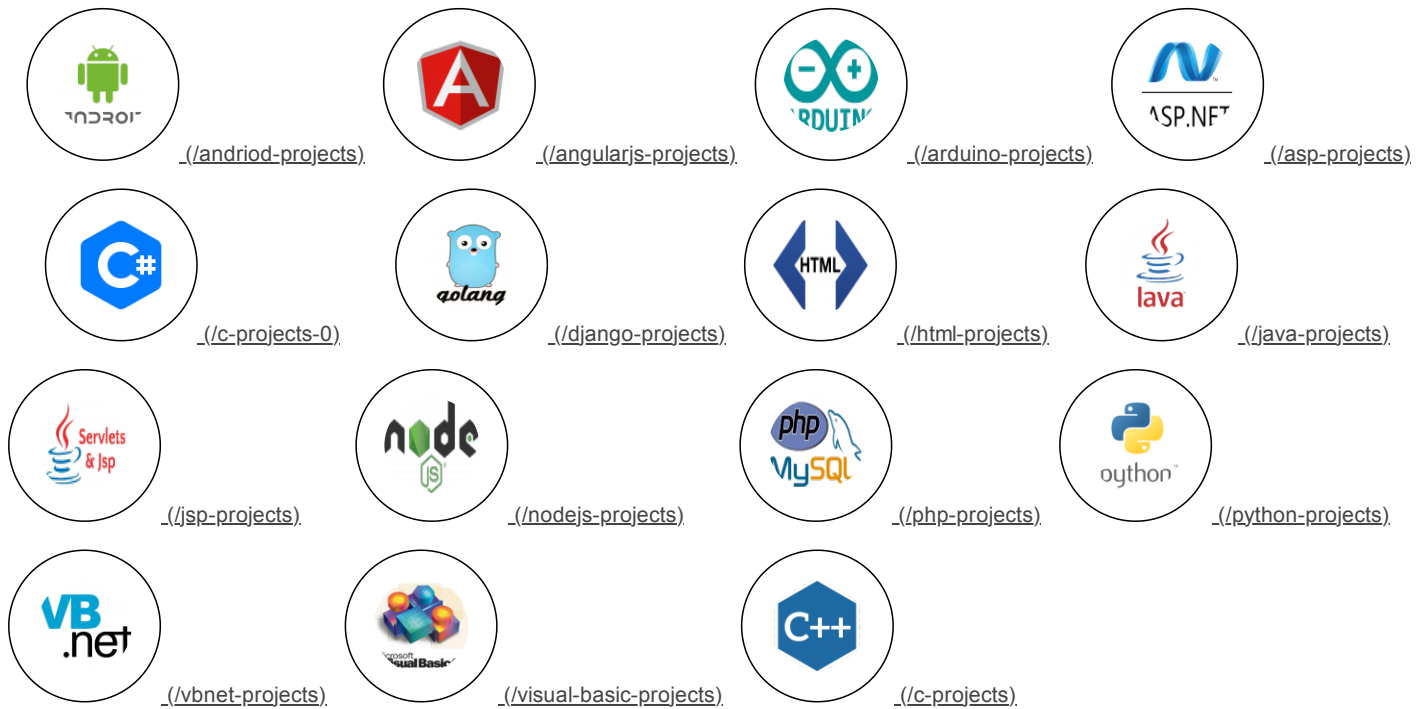 ANDROID (/andriod-projects) A (/angularjs-projects) ARDUINO (/arduino-projects) ASP.NET (/asp-projects)
C# (/c-projects-0) golang (/django-projects) HTML (/html-projects) Java (/java-projects)
Servlets & Jsp (/jsp-projects) node JS (/nodejs-projects) php MySQL (/php-projects) python™ (/python-projects)
VB .net (/vbnet-projects) Microsoft Visual Basic (/visual-basic-projects) C++ (/c-projects)